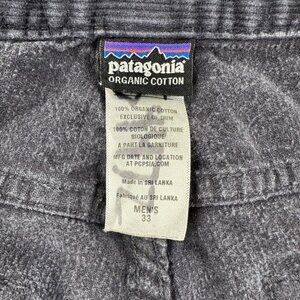 patagonia®
ORGANIC COTTON
100% ORGANIC COTTON
EXCLUSIVE OF TRIM
100% COTON DE CULTURE
BIOLOGIQUE
A PART LA GARNITURE
MFG DATE AND LOCATION
AT PCPSIA.COM
Made in SRI LANKA
Fabriqué AU SRI LANKA
MEN'S
33